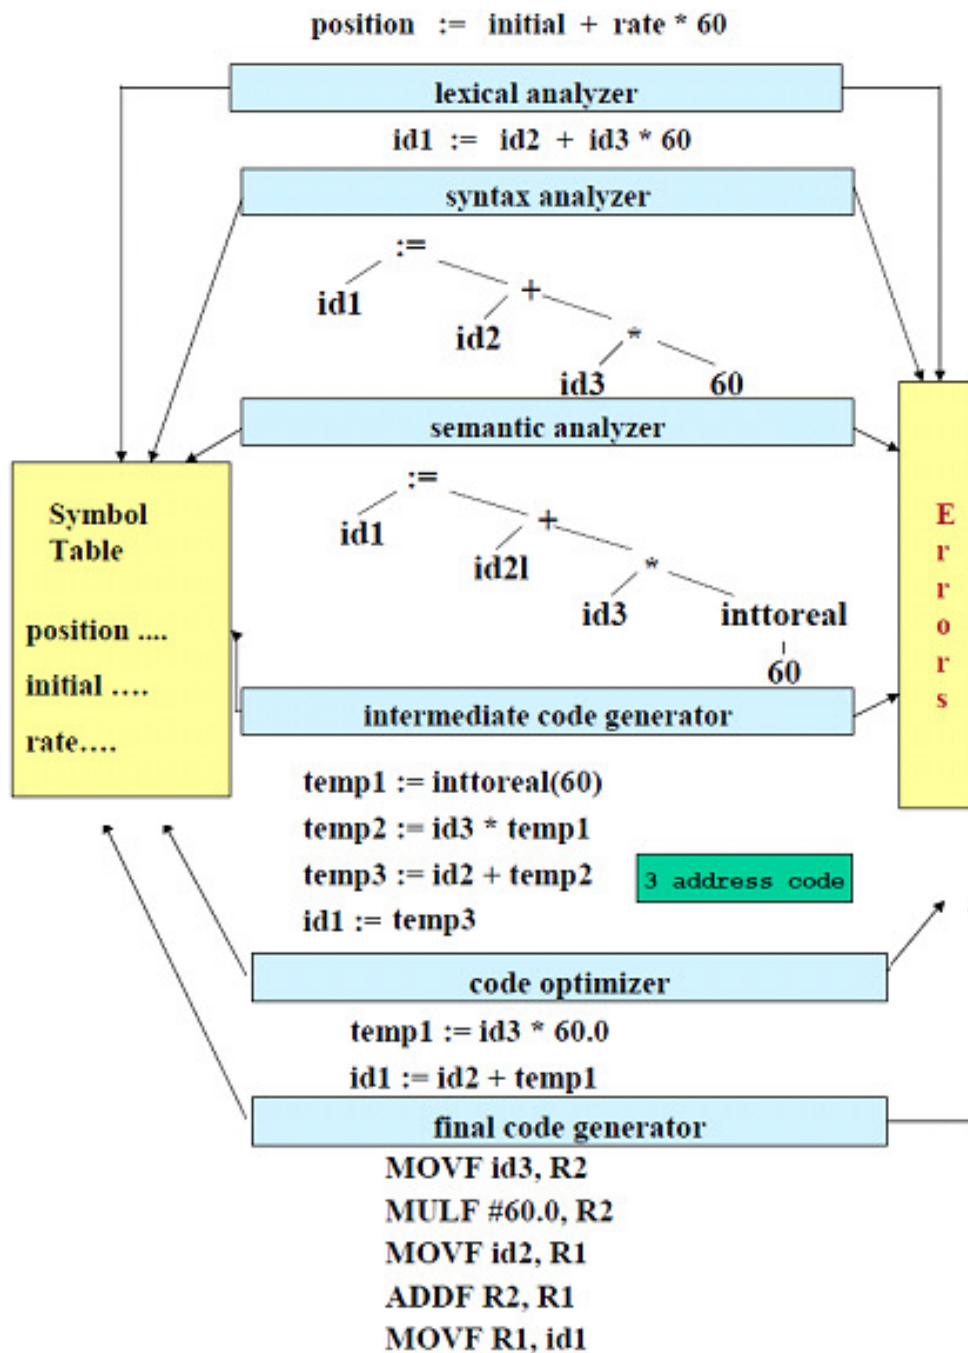 position := initial + rate * 60
lexical analyzer
id1 := id2 + id3 * 60
syntax analyzer
:=
id1
+
id2
*
id3
60
semantic analyzer
:=
id1
+
id2l
*
id3
inttoreal
60
Symbol
Table
position ....
initial ....
rate....
E
r
r
o
r
s
intermediate code generator
temp1 := inttoreal(60)
temp2 := id3 * temp1
temp3 := id2 + temp2
id1 := temp3
3 address code
code optimizer
temp1 := id3 * 60.0
id1 := id2 + temp1
final code generator
MOVF id3, R2
MULF #60.0, R2
MOVF id2, R1
ADDF R2, R1
MOVF R1, id1